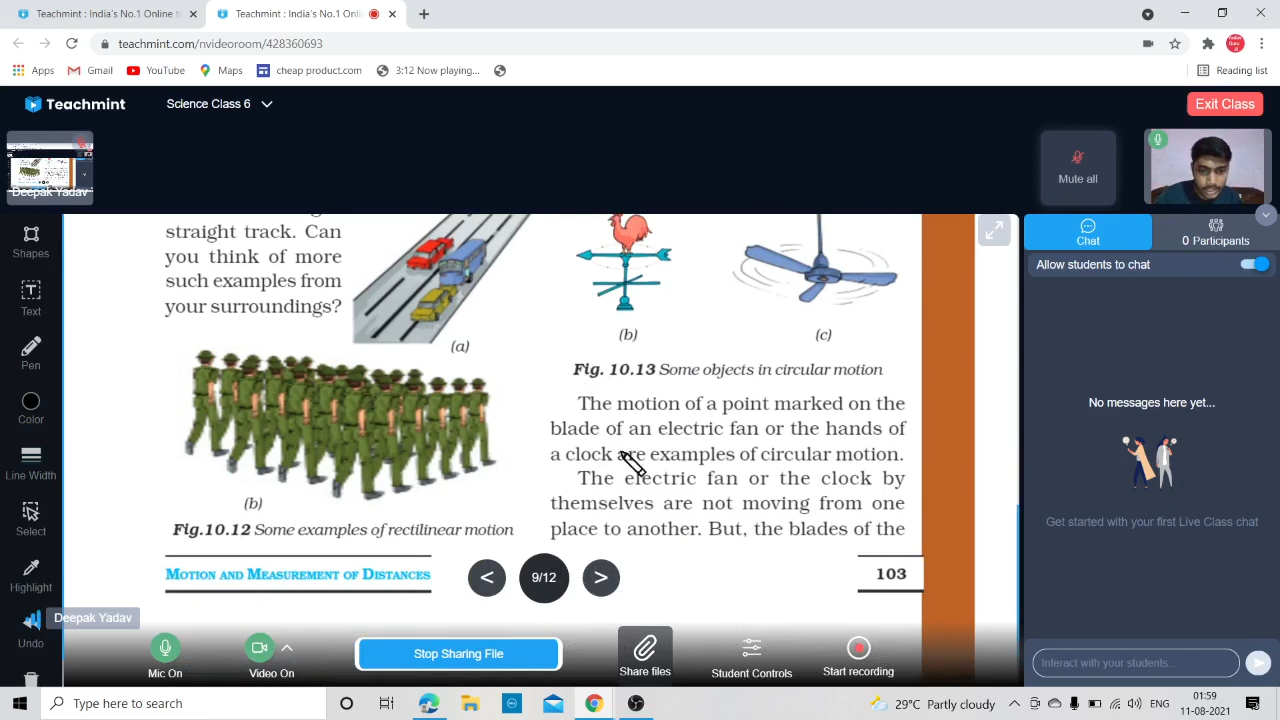 Teachmint : India's No.1 Online t
Teachmint : India's No.1 Onli
teachmint.com/nvideoroom/428360693
Apps
Gmail
YouTube
Maps
cheap product.com
3:12 Now playing...
Reading list
Teachmint
Science Class 6
Exit Class
Deepak Yadav
Mute all
Chat
0 Participants
Allow students to chat
No messages here yet...
Get started with your first Live Class chat
Interact with your students...
Shapes
Text
Pen
Color
Line Width
Select
Highlight
Undo
straight track. Can
you think of more
such examples from
your surroundings?
(a)
(b)
Fig.10.12 Some examples of rectilinear motion
(b)
(c)
Fig. 10.13 Some objects in circular motion
The motion of a point marked on the
blade of an electric fan or the hands of
a clock are examples of circular motion.
The electric fan or the clock by
themselves are not moving from one
place to another. But, the blades of the
MOTION AND MEASUREMENT OF DISTANCES
<
9/12
>
103
Deepak Yadav
Mic On
Video On
Stop Sharing File
Share files
Student Controls
Start recording
Type here to search
29°C Partly cloudy
ENG
01:59
11-08-2021